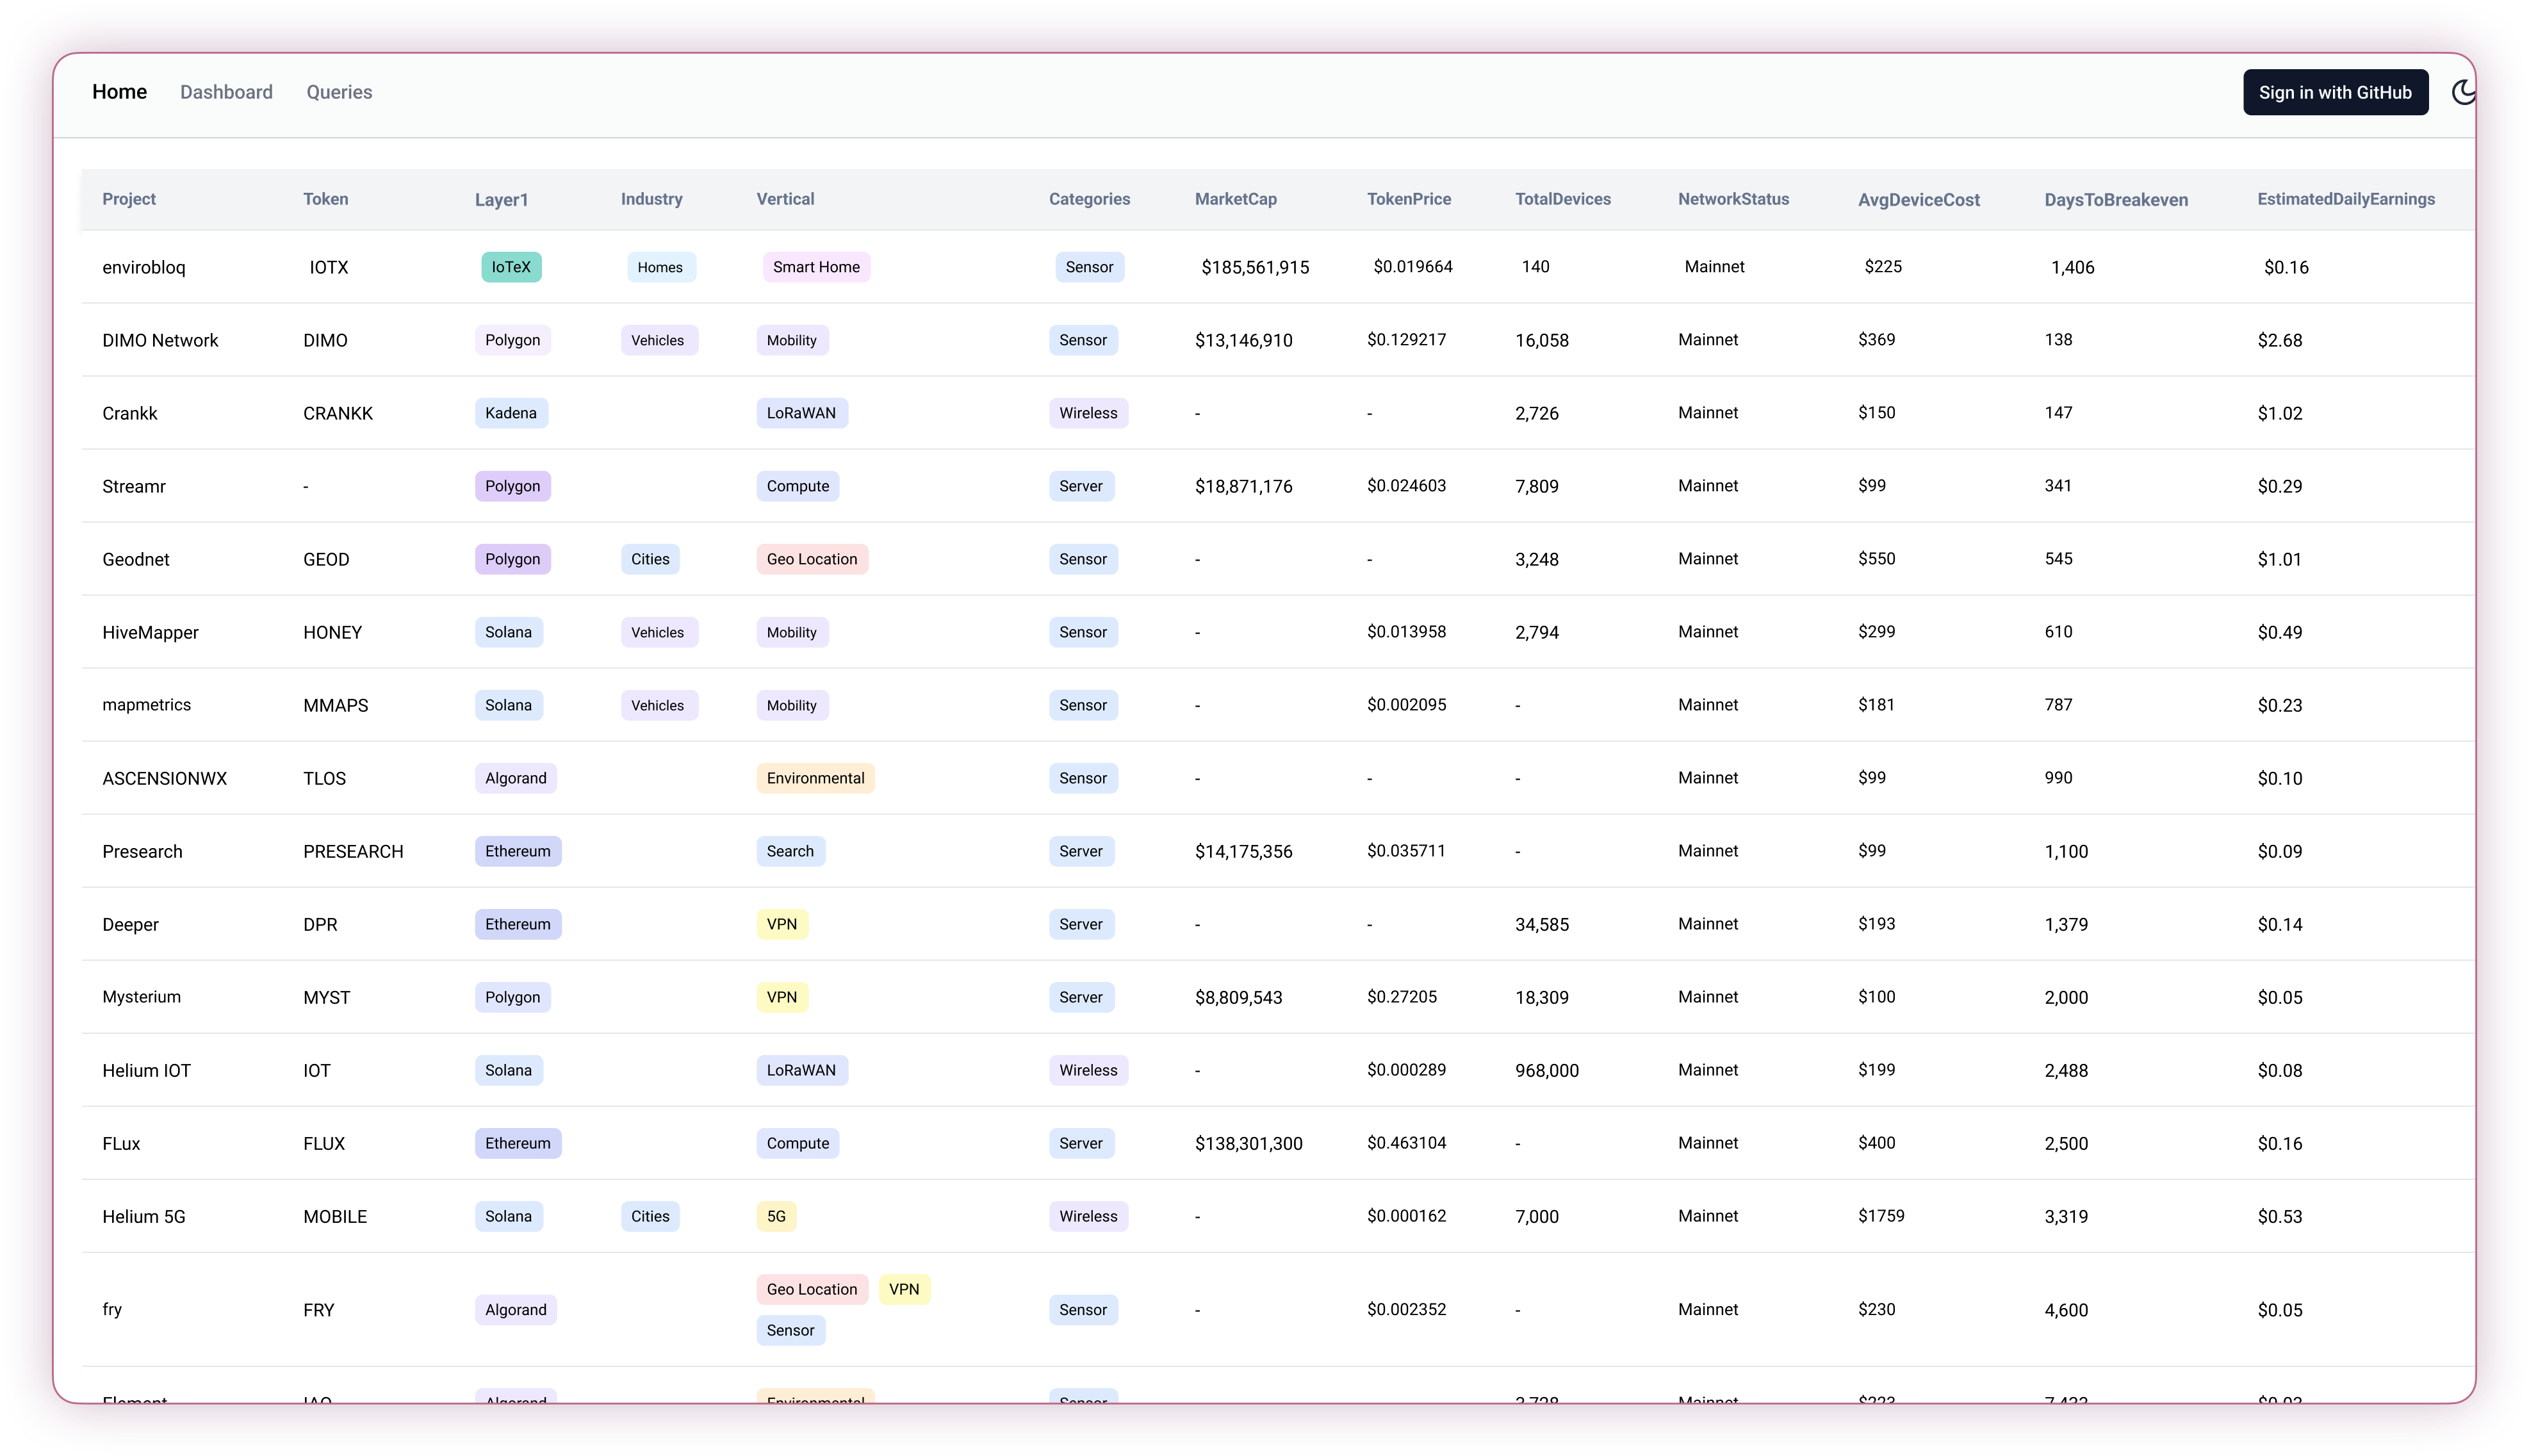 Home Dashboard Queries Sign in with GitHub
Project Token Layer1 Industry Vertical Categories MarketCap TokenPrice TotalDevices NetworkStatus AvgDeviceCost DaysToBreakeven EstimatedDailyEarnings
envirobloq IOTX IoTeX Homes Smart Home Sensor $185,561,915 $0.019664 140 Mainnet $225 1,406 $0.16
DIMO Network DIMO Polygon Vehicles Mobility Sensor $13,146,910 $0.129217 16,058 Mainnet $369 138 $2.68
Crankk CRANKK Kadena LoRaWAN Wireless - - 2,726 Mainnet $150 147 $1.02
Streamr - Polygon Compute Server $18,871,176 $0.024603 7,809 Mainnet $99 341 $0.29
Geodnet GEOD Polygon Cities Geo Location Sensor - - 3,248 Mainnet $550 545 $1.01
HiveMapper HONEY Solana Vehicles Mobility Sensor - $0.013958 2,794 Mainnet $299 610 $0.49
mapmetrics MMAPS Solana Vehicles Mobility Sensor - $0.002095 - Mainnet $181 787 $0.23
ASCENSIONWX TLOS Algorand Environmental Sensor - - - Mainnet $99 990 $0.10
Presearch PRESEARCH Ethereum Search Server $14,175,356 $0.035711 - Mainnet $99 1,100 $0.09
Deeper DPR Ethereum VPN Server - - 34,585 Mainnet $193 1,379 $0.14
Mysterium MYST Polygon VPN Server $8,809,543 $0.27205 18,309 Mainnet $100 2,000 $0.05
Helium IOT IOT Solana LoRaWAN Wireless - $0.000289 968,000 Mainnet $199 2,488 $0.08
FLux FLUX Ethereum Compute Server $138,301,300 $0.463104 - Mainnet $400 2,500 $0.16
Helium 5G MOBILE Solana Cities 5G Wireless - $0.000162 7,000 Mainnet $1759 3,319 $0.53
Geo Location VPN
fry FRY Algorand Sensor - $0.002352 - Mainnet $230 4,600 $0.05
Sensor
Element Algorand Environmental Sensor Mainnet